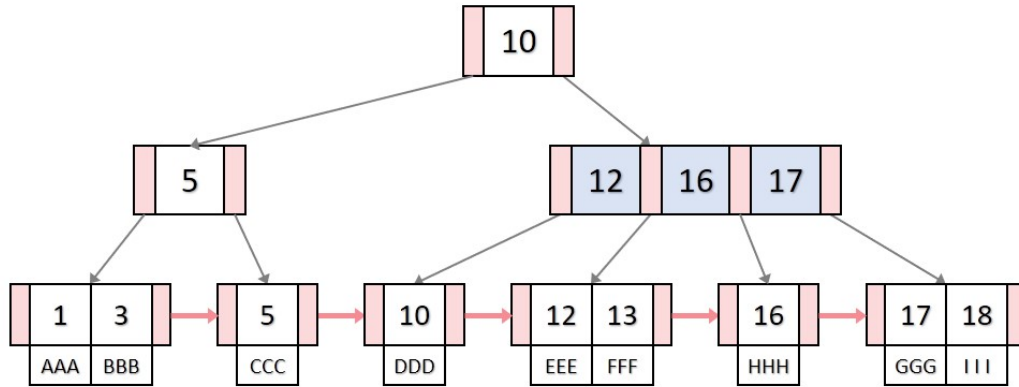 10
5
12 16 17
1 3 5 10 12 13 16 17 18
AAA BBB CCC DDD EEE FFF HHH GGG III